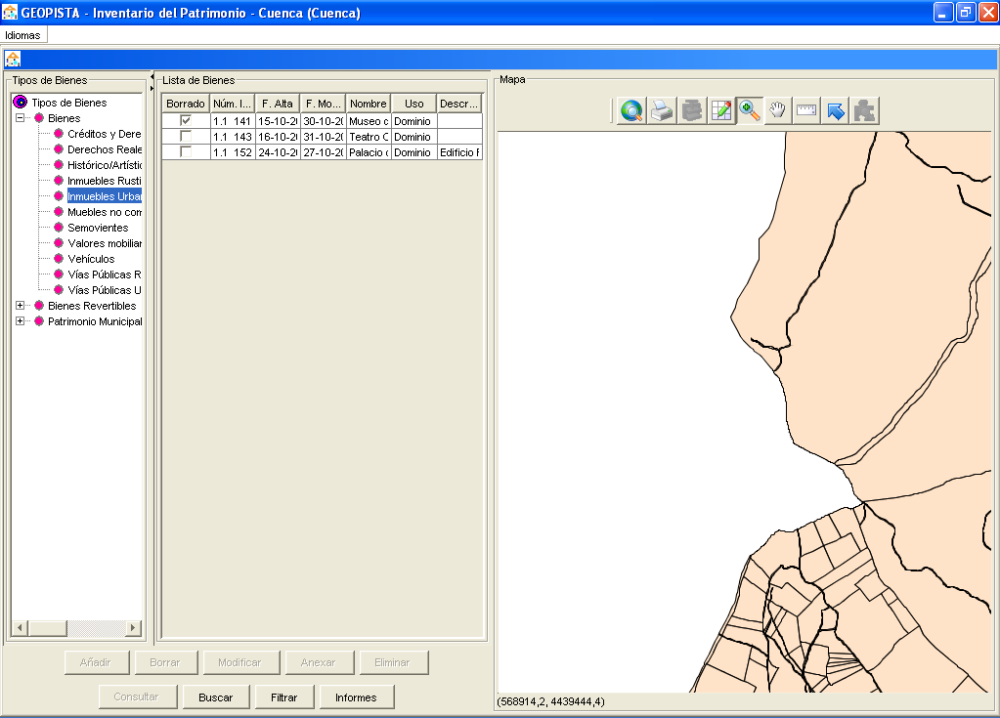 GEOPISTA - Inventario del Patrimonio - Cuenca (Cuenca)
Idiomas
Tipos de Bienes
Tipos de Bienes
Bienes
Créditos y Dere
Derechos Reale
Histórico/Artístic
Inmuebles Rusti
Inmuebles Urba
Muebles no com
Semovientes
Valores mobiliar
Vehículos
Vías Públicas R
Vías Públicas U
Bienes Revertibles
Patrimonio Municipal
Lista de Bienes
Borrado Núm. I... F. Alta F. Mo... Nombre Uso Descr...
1.1 141 15-10-20 30-10-20 Museo d Dominio
1.1 143 16-10-20 31-10-20 Teatro C Dominio
1.1 152 24-10-20 27-10-20 Palacio d Dominio Edificio P
Añadir Borrar Modificar Anexar Eliminar
Consultar Buscar Filtrar Informes
Mapa
(568914,2, 4439444,4)